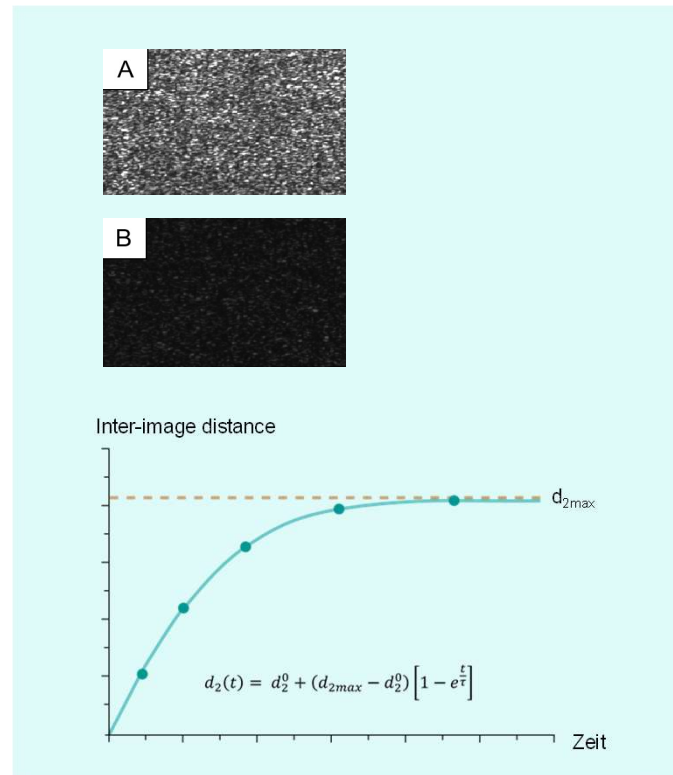 A
B
Inter-image distance
d₂ₘₐₓ
d₂(t) = d₂⁰ + (d₂ₘₐₓ − d₂⁰) [1 − e^(t/τ)]
Zeit